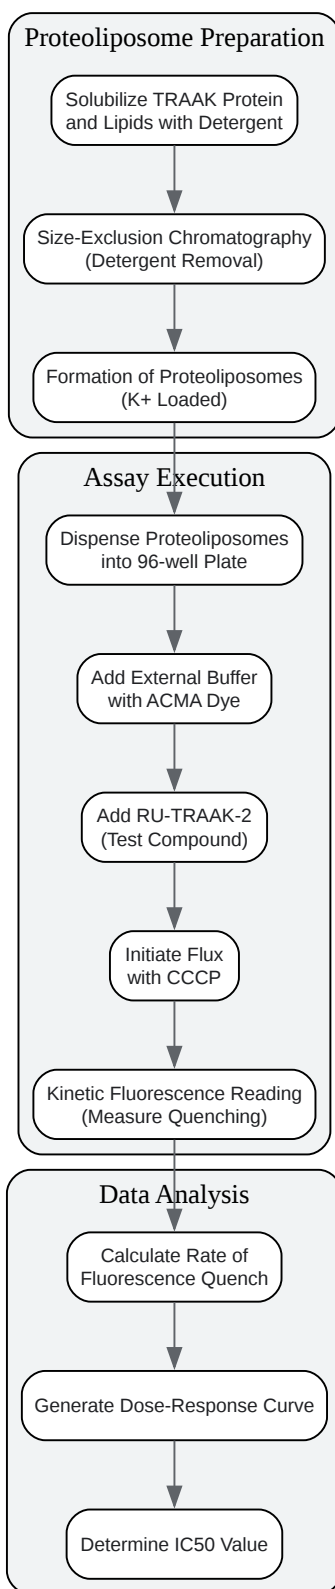 Proteoliposome Preparation
Solubilize TRAAK Protein
and Lipids with Detergent
Size-Exclusion Chromatography
(Detergent Removal)
Formation of Proteoliposomes
(K+ Loaded)
Assay Execution
Dispense Proteoliposomes
into 96-well Plate
Add External Buffer
with ACMA Dye
Add RU-TRAAK-2
(Test Compound)
Initiate Flux
with CCCP
Kinetic Fluorescence Reading
(Measure Quenching)
Data Analysis
Calculate Rate of
Fluorescence Quench
Generate Dose-Response Curve
Determine IC50 Value